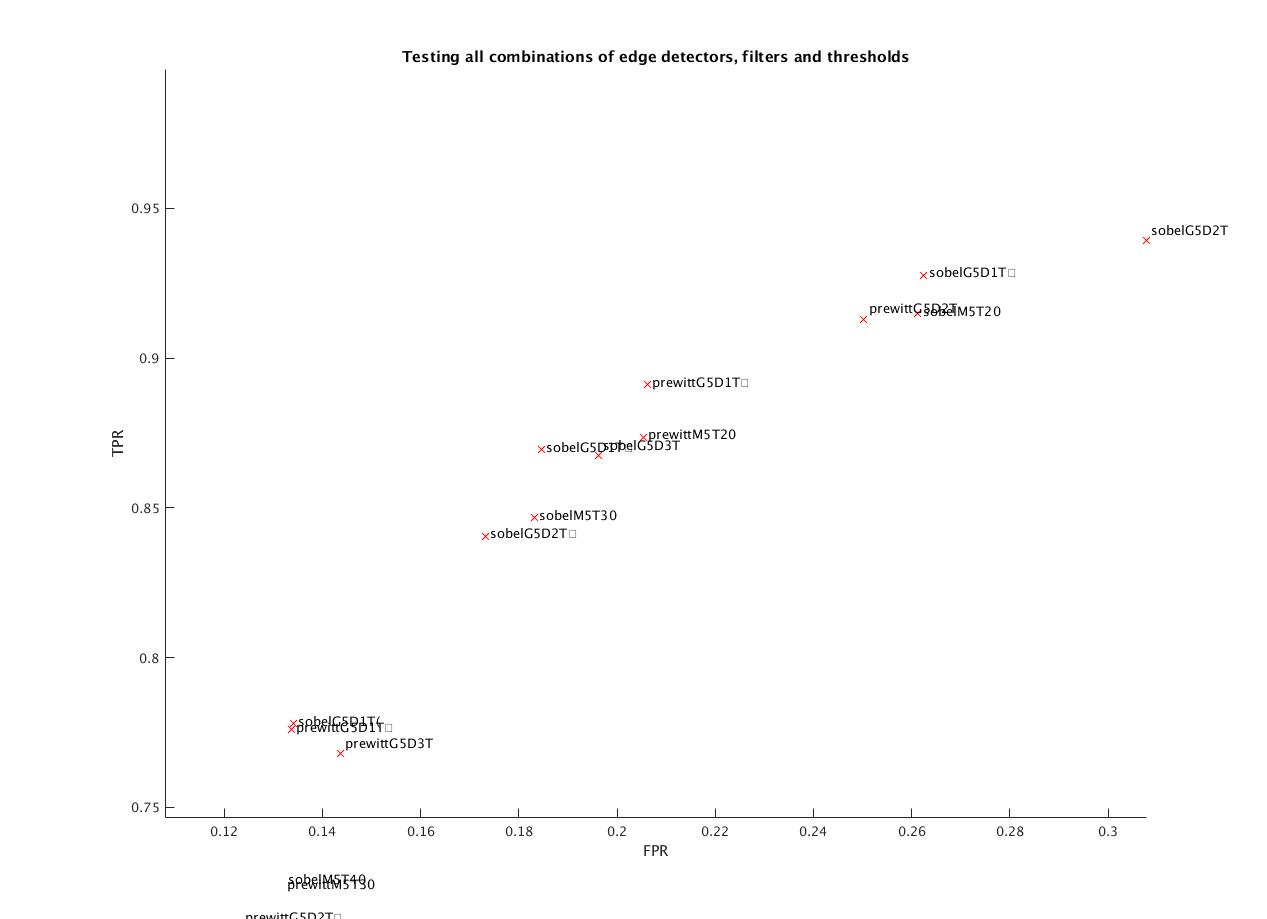 Testing all combinations of edge detectors, filters and thresholds
0.95
sobelG5D2T
sobelG5D1T□
prewittG5D2T
sobelM5T20
0.9
prewittG5D1T□
TPR
prewittM5T20
sobelG5D3T
sobelG5D1T□
0.85
sobelM5T30
sobelG5D2T□
0.8
sobelG5D1T(
prewittG5D1T□
prewittG5D3T
0.75
0.12 0.14 0.16 0.18 0.2 0.22 0.24 0.26 0.28 0.3
FPR
sobelM5T40
prewittM5T30
prewittG5D2T□